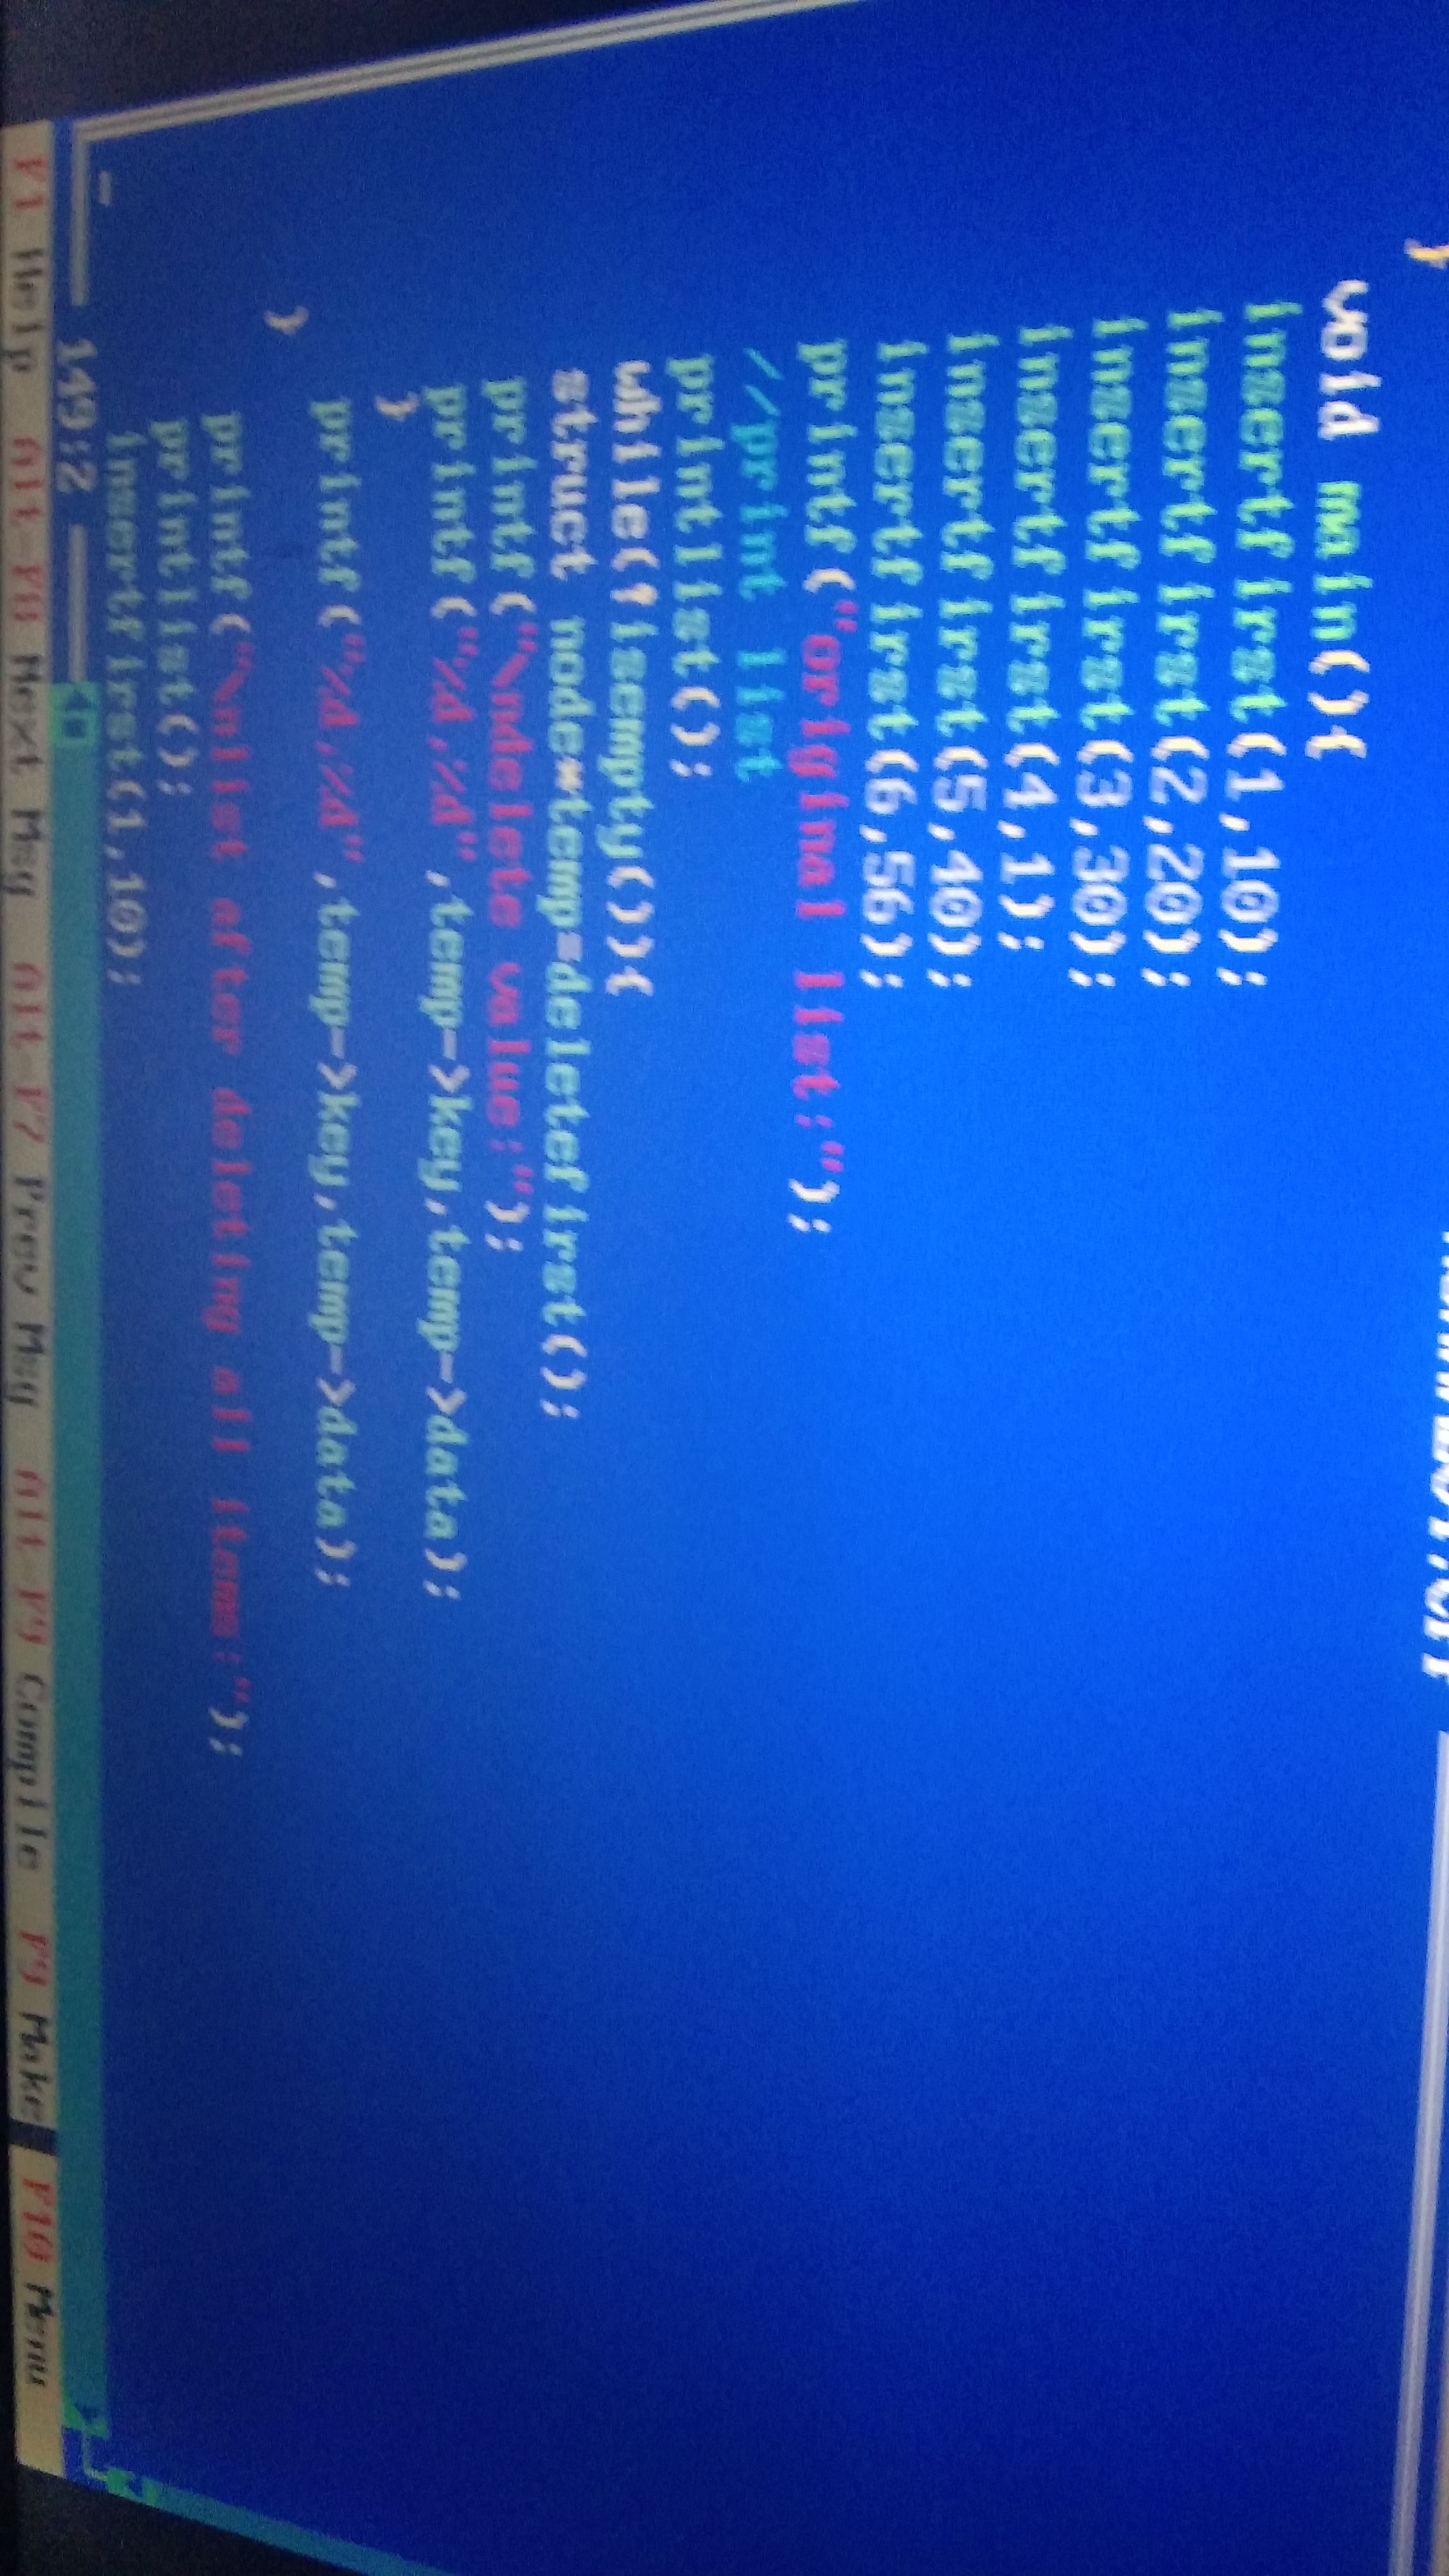 }
void main(){
insertfirst(1,10);
insertfirst(2,20);
insertfirst(3,30);
insertfirst(4,1);
insertfirst(5,40);
insertfirst(6,56);
printf("original list:");
//print list
printlist();
while(!isempty()){
struct node*temp=deletefirst();
printf("\ndelete value:");
printf("%d,%d",temp->key,temp->data);
}
printf("%d,%d",temp->key,temp->data);
}
printf("\nlist after deleting all items:");
printlist();
insertfirst(1,10);
149:2
F1 Help Alt-F8 Next Msg Alt-F7 Prev Msg Alt-F9 Compile F9 Make F10 Menu